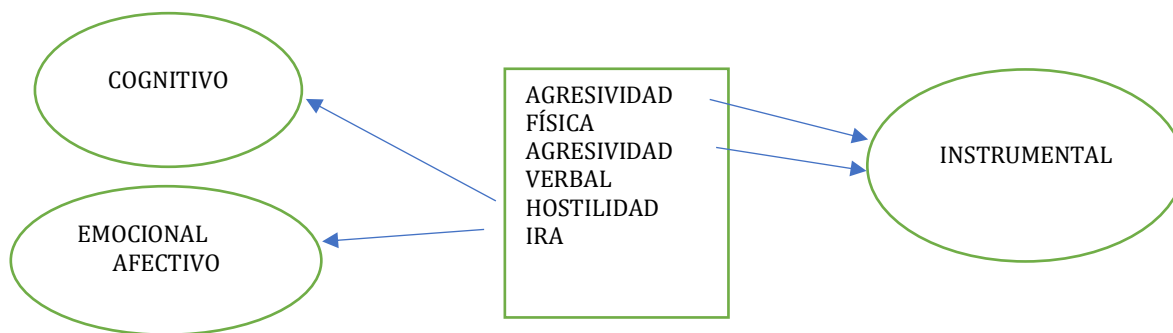 COGNITIVO
EMOCIONAL
AFECTIVO
AGRESIVIDAD
FÍSICA
AGRESIVIDAD
VERBAL
HOSTILIDAD
IRA
INSTRUMENTAL